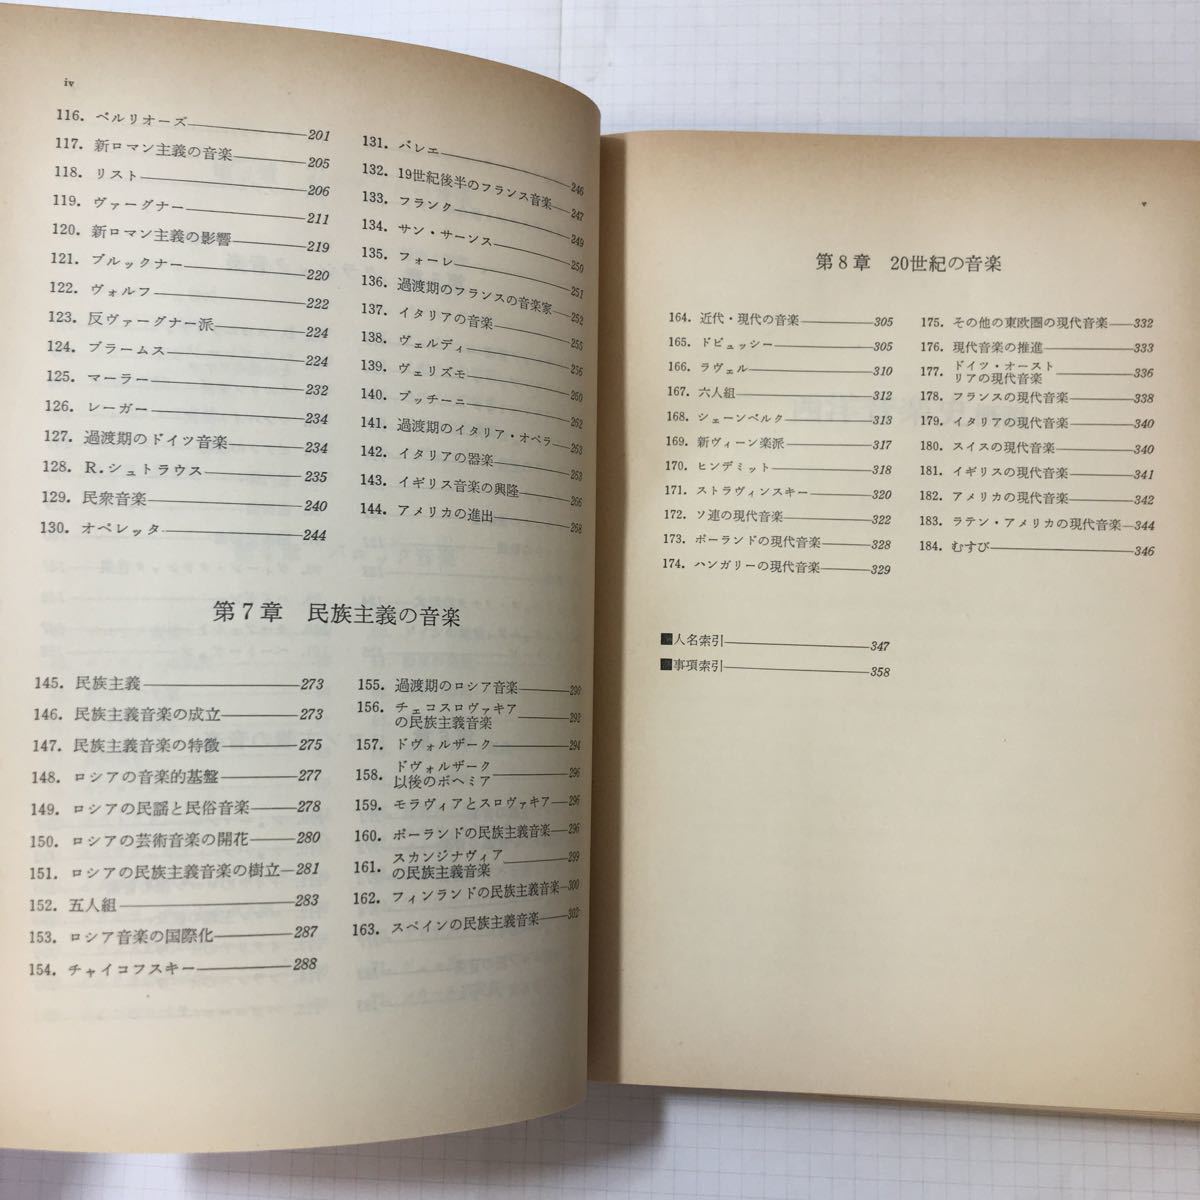 iv
116. ベルリオーズ 201
117. 新ロマン主義の音楽 205
118. リスト 206
119. ヴァーグナー 211
120. 新ロマン主義の影響 219
121. ブルックナー 220
122. ヴォルフ 222
123. 反ヴァーグナー派 224
124. ブラームス 224
125. マーラー 232
126. レーガー 234
127. 過渡期のドイツ音楽 234
128. R.シュトラウス 235
129. 民衆音楽 240
130. オペレッタ 244
131. バレエ 246
132. 19世紀後半のフランス音楽 247
133. フランク 249
134. サン・サーンス 250
135. フォーレ 251
136. 過渡期のフランスの音楽家 252
137. イタリアの音楽 255
138. ヴェルディ 256
139. ヴェリズモ 260
140. プッチーニ 262
141. 過渡期のイタリア・オペラ 263
142. イタリアの器楽 263
143. イギリス音楽の興隆 266
144. アメリカの進出 268
第7章 民族主義の音楽
145. 民族主義 273
146. 民族主義音楽の成立 273
147. 民族主義音楽の特徴 275
148. ロシアの音楽的基盤 277
149. ロシアの民謡と民俗音楽 278
150. ロシアの芸術音楽の開花 280
151. ロシアの民族主義音楽の樹立 281
152. 五人組 283
153. ロシア音楽の国際化 287
154. チャイコフスキー 288
155. 過渡期のロシア音楽 290
156. チェコスロヴァキア
の民族主義音楽 292
157. ドヴォルザーク 294
158. ドヴォルザーク
以後のボヘミア 296
159. モラヴィアとスロヴァキア 296
160. ポーランドの民族主義音楽 296
161. スカンジナヴィア
の民族主義音楽 299
162. フィンランドの民族主義音楽 300
163. スペインの民族主義音楽 302
v
第8章 20世紀の音楽
164. 近代・現代の音楽 305
165. ドビュッシー 305
166. ラヴェル 310
167. 六人組 312
168. シェーンベルク 313
169. 新ヴィーン楽派 317
170. ヒンデミット 318
171. ストラヴィンスキー 320
172. ソ連の現代音楽 322
173. ポーランドの現代音楽 328
174. ハンガリーの現代音楽 329
175. その他の東欧圏の現代音楽 332
176. 現代音楽の推進 333
177. ドイツ・オースト
リアの現代音楽 336
178. フランスの現代音楽 338
179. イタリアの現代音楽 340
180. スイスの現代音楽 340
181. イギリスの現代音楽 341
182. アメリカの現代音楽 342
183. ラテン・アメリカの現代音楽 344
184. むすび 346
■人名索引 347
■事項索引 358